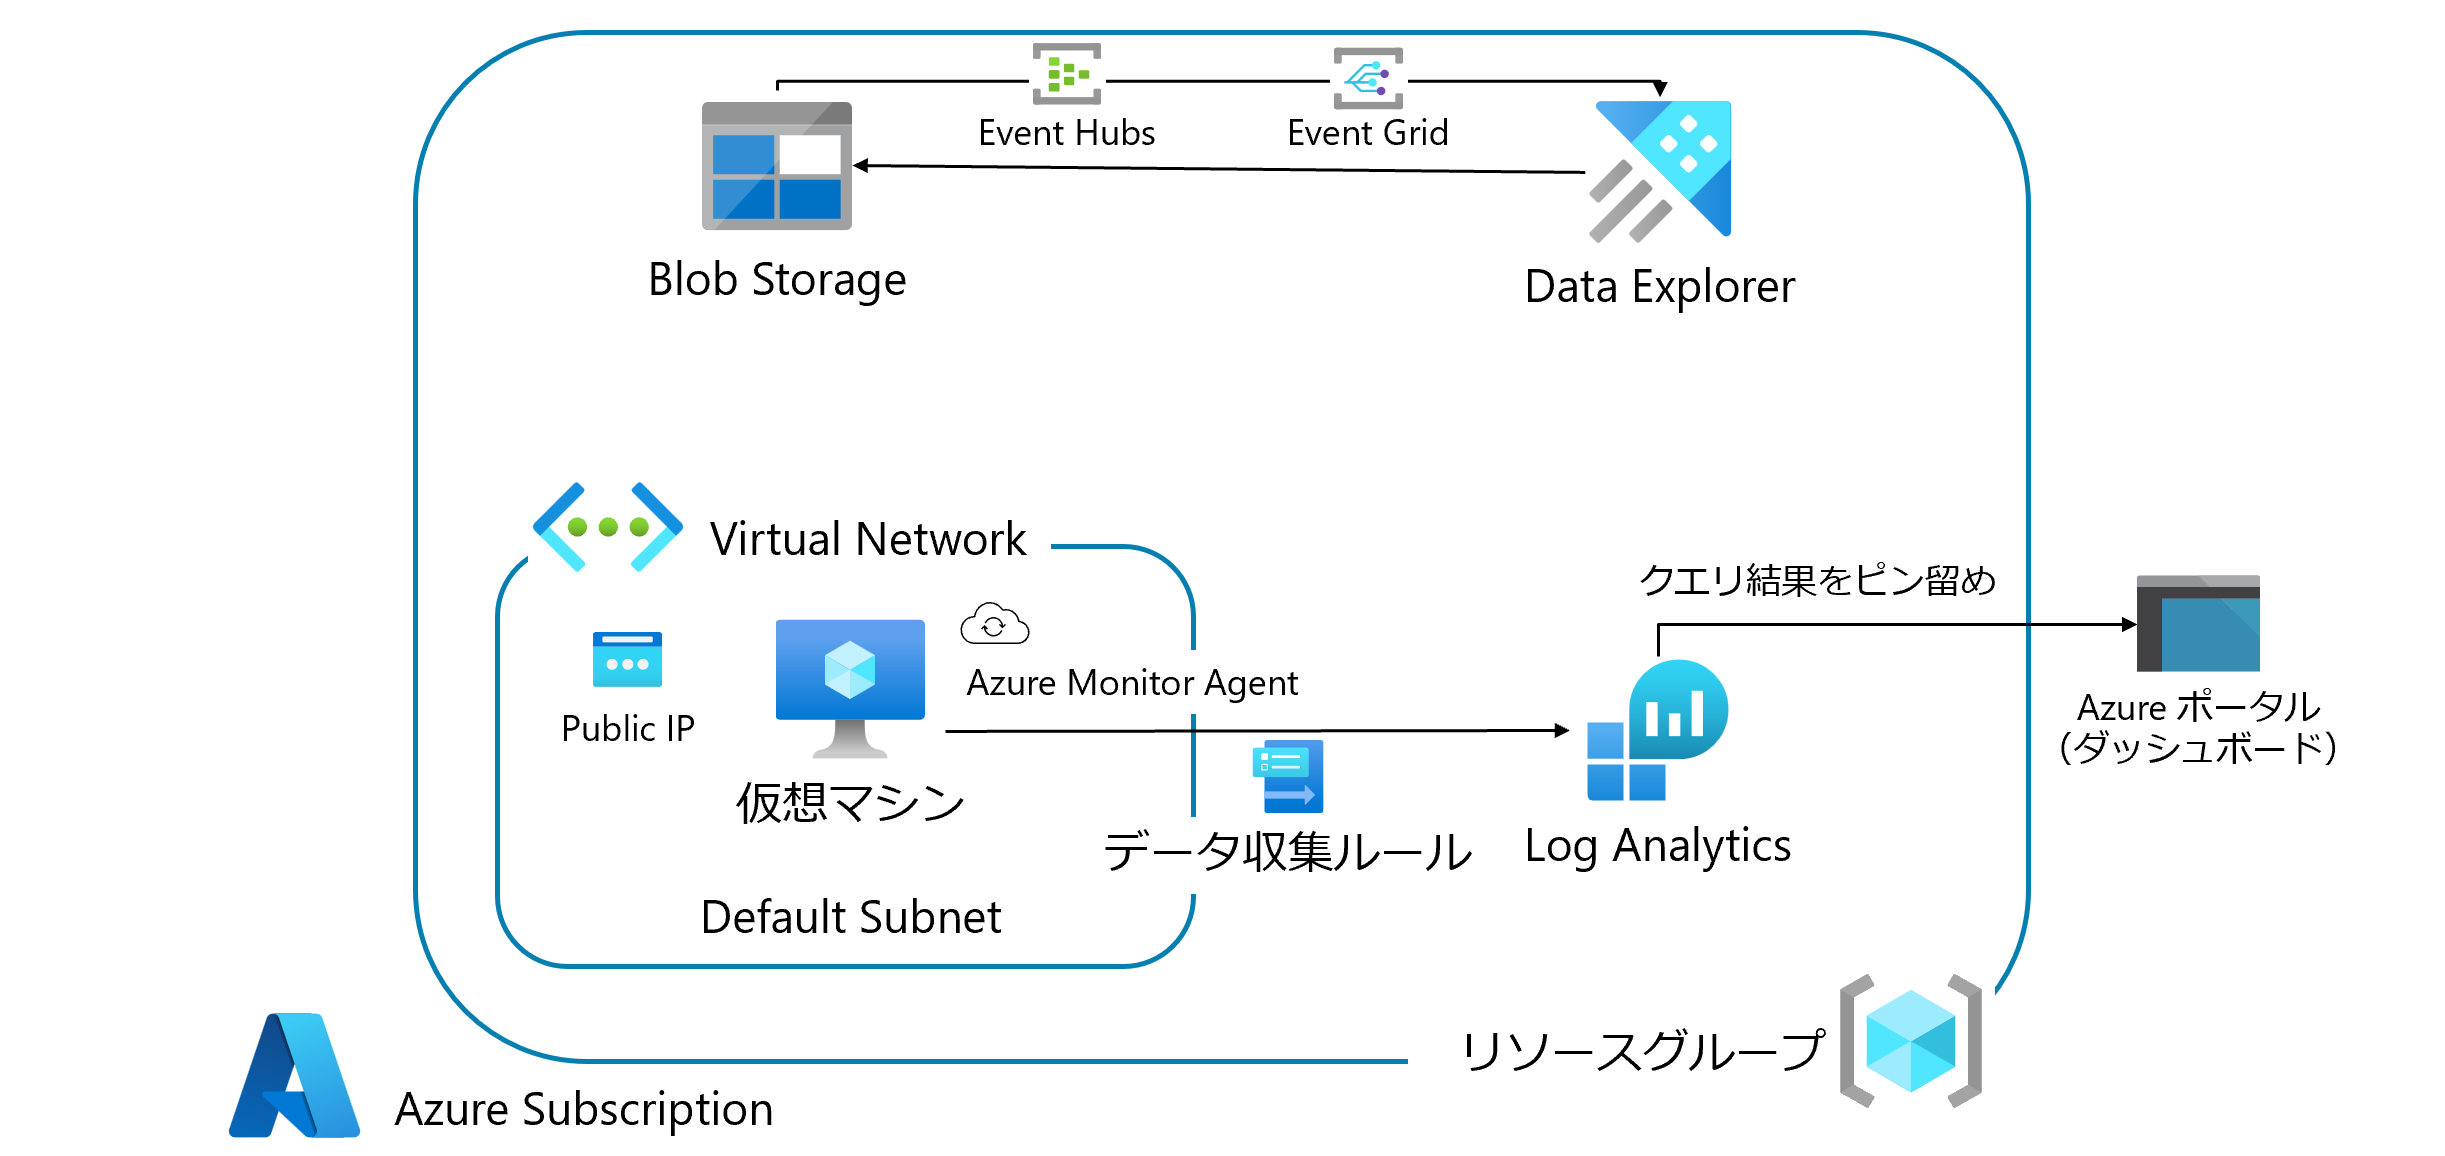 Event Hubs
Event Grid
Blob Storage
Data Explorer
Virtual Network
クエリ結果をピン留め
Public IP
Azure Monitor Agent
仮想マシン
データ収集ルール
Log Analytics
Azure ポータル
（ダッシュボード）
Default Subnet
リソースグループ
Azure Subscription